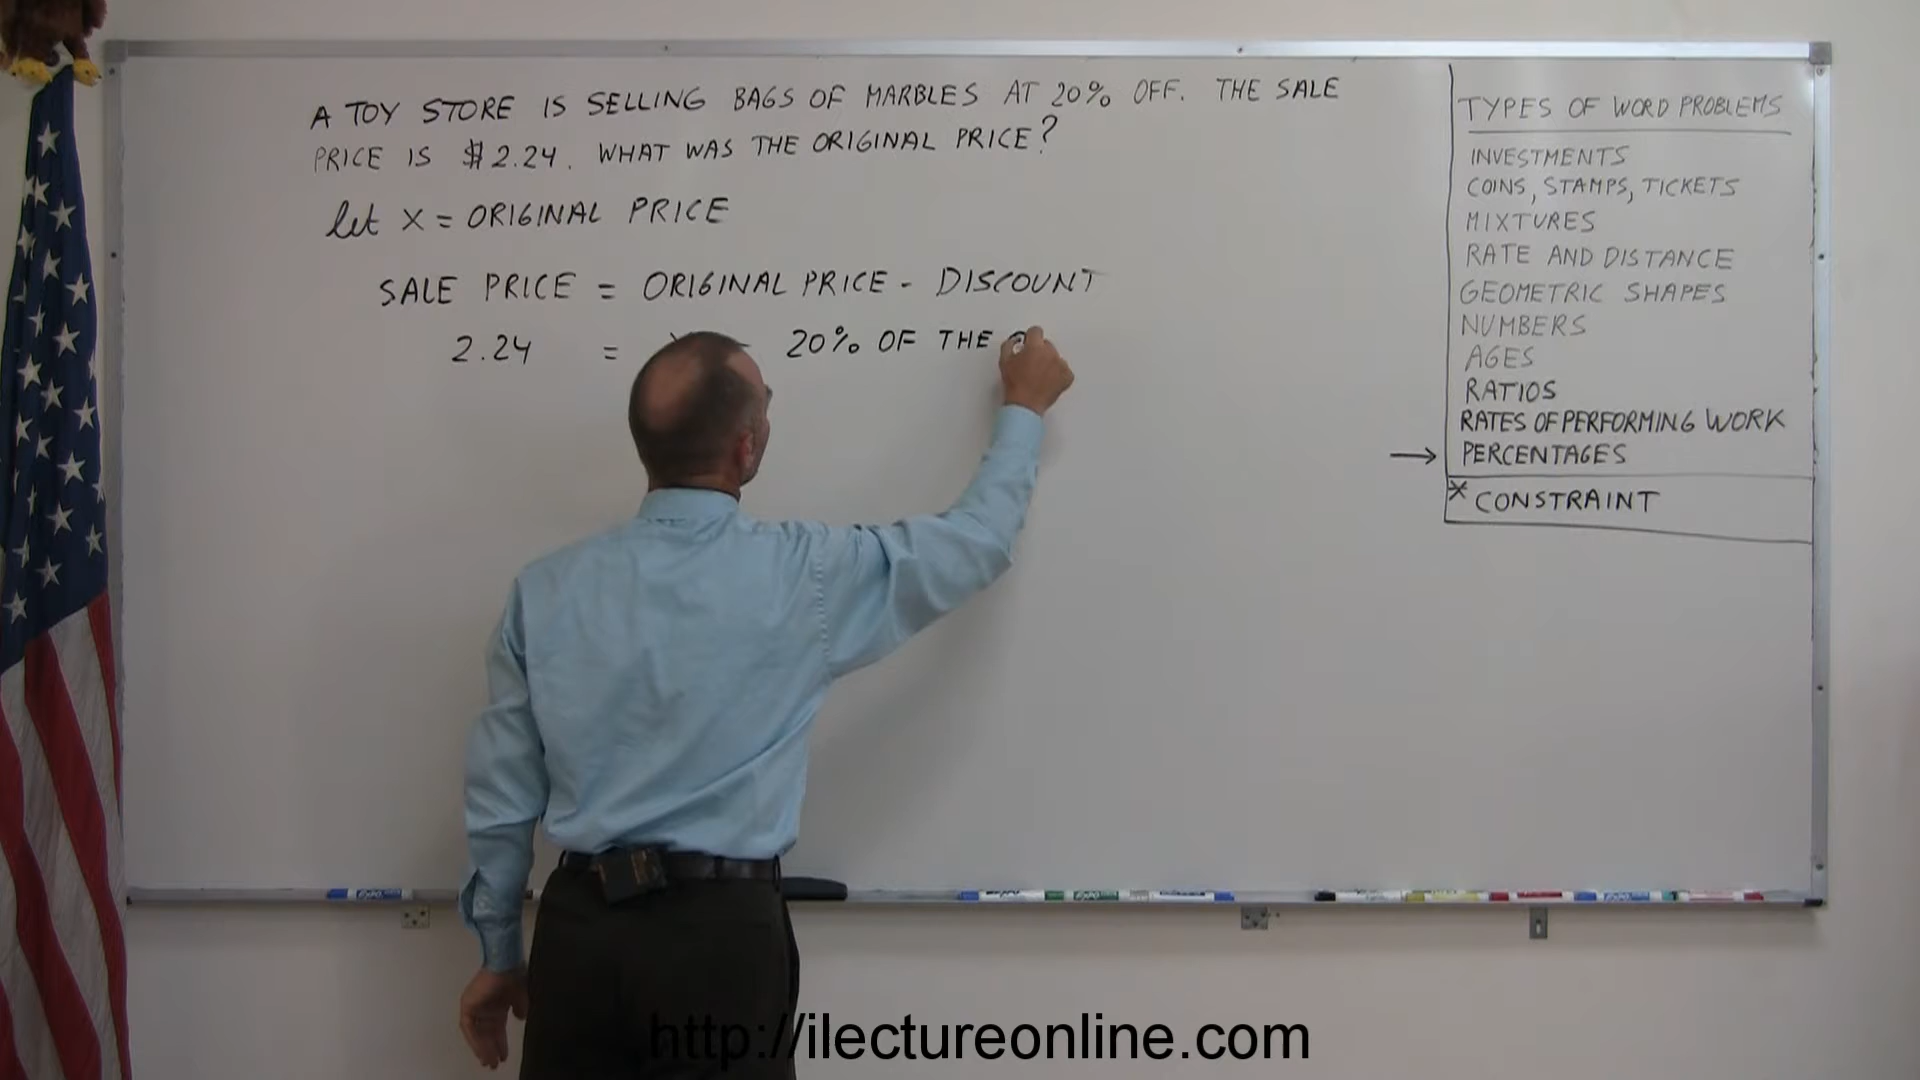 A TOY STORE IS SELLING BAGS OF MARBLES AT 20% OFF. THE SALE
PRICE IS $2.24. WHAT WAS THE ORIGINAL PRICE?
let x = ORIGINAL PRICE
SALE PRICE = ORIGINAL PRICE - DISCOUNT
2.24 = 20% OF THE
TYPES OF WORD PROBLEMS
INVESTMENTS
COINS, STAMPS, TICKETS
MIXTURES
RATE AND DISTANCE
GEOMETRIC SHAPES
NUMBERS
AGES
RATIOS
RATES OF PERFORMING WORK
→ PERCENTAGES
* CONSTRAINT
http://ilectureonline.com